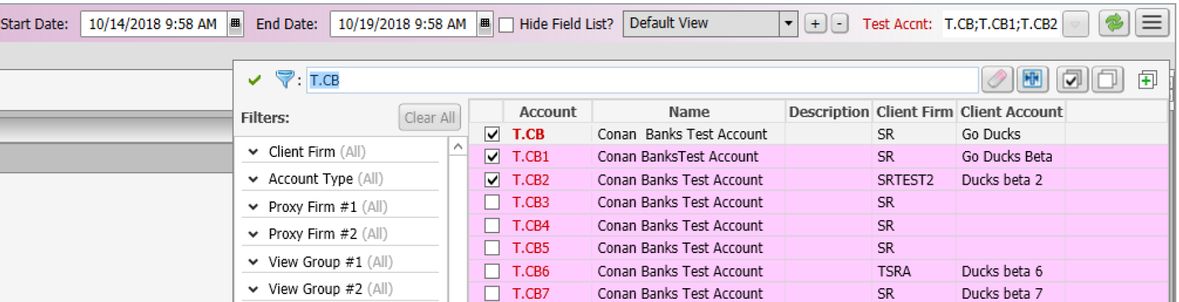 Start Date: 10/14/2018 9:58 AM End Date: 10/19/2018 9:58 AM Hide Field List? Default View + - Test Accnt: T.CB;T.CB1;T.CB2
: T.CB
Filters: Clear All
Account Name Description Client Firm Client Account
Client Firm (All)
Account Type (All)
Proxy Firm #1 (All)
Proxy Firm #2 (All)
View Group #1 (All)
View Group #2 (All)
T.CB Conan  Banks Test Account SR Go Ducks
T.CB1 Conan BanksTest Account SR Go Ducks Beta
T.CB2 Conan Banks Test Account SRTEST2 Ducks beta 2
T.CB3 Conan Banks Test Account SR
T.CB4 Conan Banks Test Account SR
T.CB5 Conan Banks Test Account SR
T.CB6 Conan Banks Test Account TSRA Ducks beta 6
T.CB7 Conan Banks Test Account SR Ducks beta 7